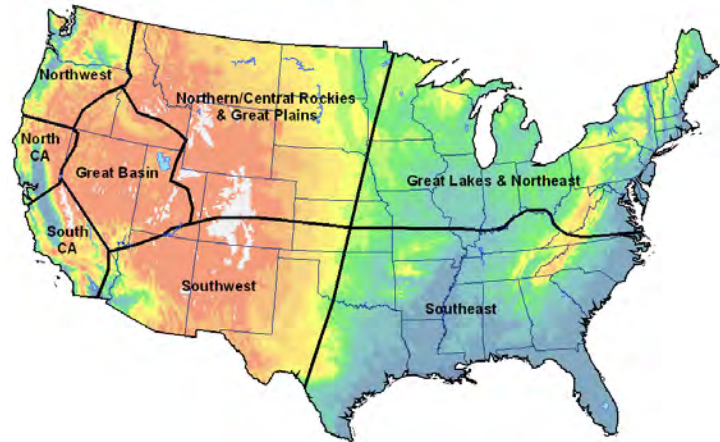 Northwest
Northern/Central Rockies
& Great Plains
North
CA
Great Basin
Great Lakes & Northeast
South
CA
Southwest
Southeast